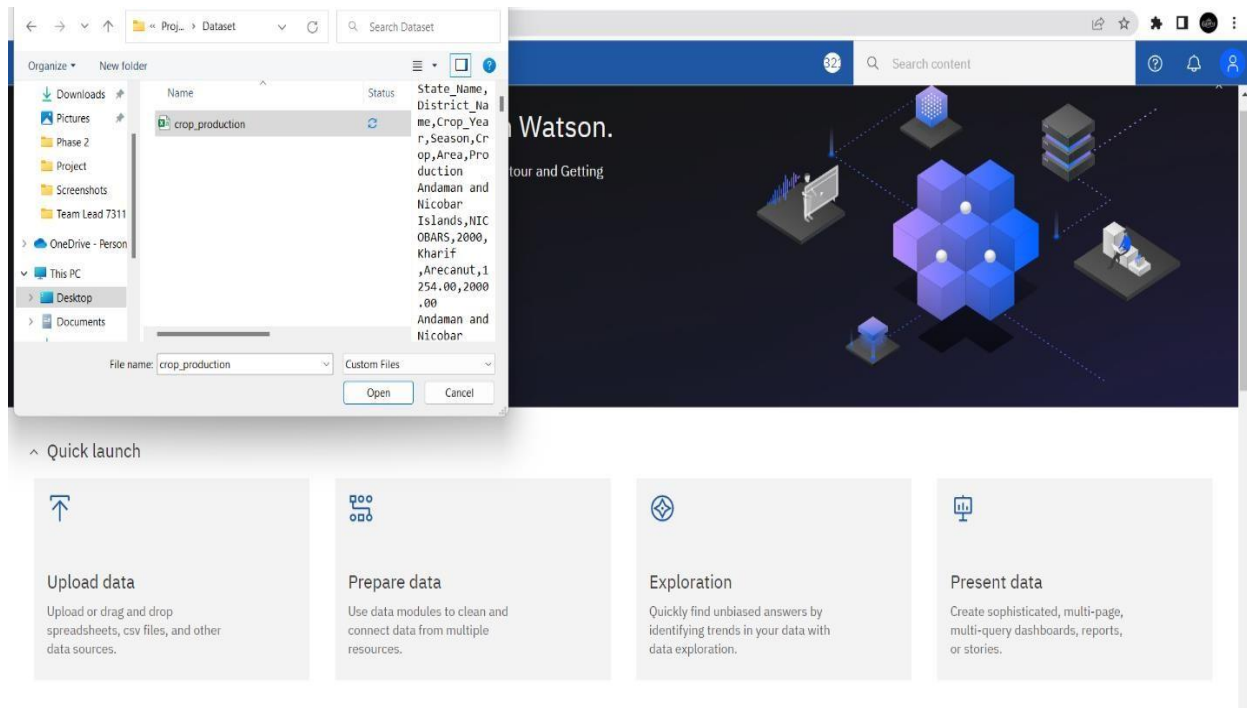 « Proj... › Dataset
Search Dataset
Organize
New folder
Downloads
Pictures
Phase 2
Project
Screenshots
Team Lead 7311
OneDrive - Person
This PC
Desktop
Documents
Name
Status
crop_production
State_Name,
District_Na
me,Crop_Yea
r,Season,Cr
op,Area,Pro
duction
Andaman and
Nicobar
Islands,NIC
OBARS,2000,
Kharif
,Arecanut,1
254.00,2000
.00
Andaman and
Nicobar
File name: crop_production
Custom Files
Open
Cancel
Search content
Watson.
tour and Getting
Quick launch
Upload data
Upload or drag and drop
spreadsheets, csv files, and other
data sources.
Prepare data
Use data modules to clean and
connect data from multiple
resources.
Exploration
Quickly find unbiased answers by
identifying trends in your data with
data exploration.
Present data
Create sophisticated, multi-page,
multi-query dashboards, reports,
or stories.